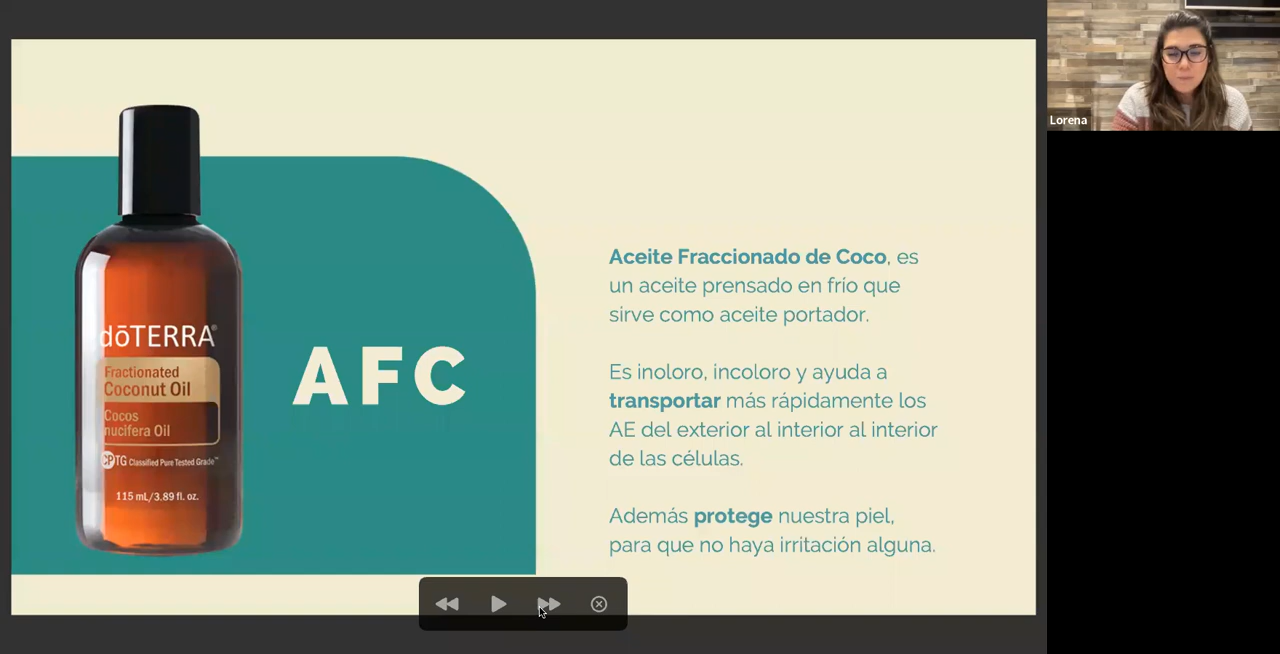 Lorena
dōTERRA®
Fractionated
Coconut Oil
Cocos
nucifera Oil
CPTG Classified Pure Tested Grade™
115 mL/3.89 fl. oz.
AFC
Aceite Fraccionado de Coco, es
un aceite prensado en frío que
sirve como aceite portador.
Es inoloro, incoloro y ayuda a
transportar más rápidamente los
AE del exterior al interior al interior
de las células.
Además protege nuestra piel,
para que no haya irritación alguna.